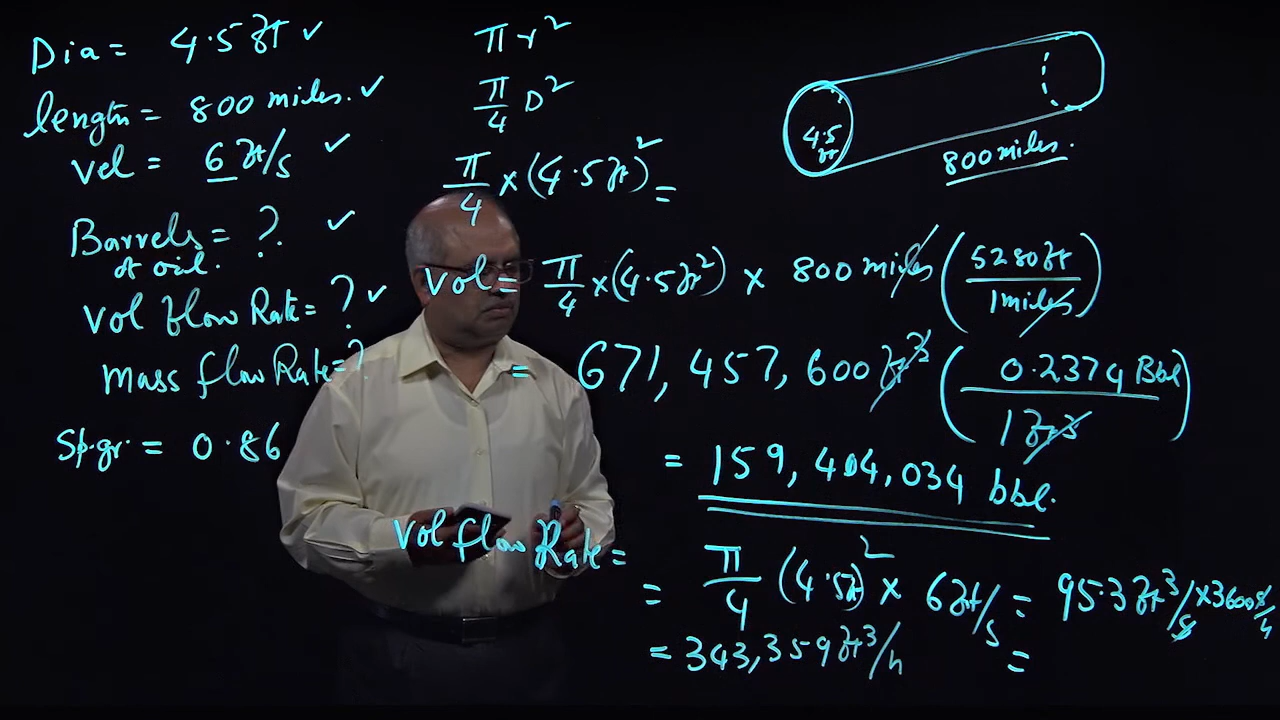 Dia = 4.5 ft ✓
length = 800 miles. ✓
vel = 6 ft/s ✓
Barrels = ? ✓
of oil.
Vol flow Rate = ? ✓
mass flow Rate = ?
Sp.gr = 0.86
π r²
π/4 D²
π/4 × (4.5 ft)² =
4.5 ft
800 miles.
Vol = π/4 × (4.5 ft²) × 800 miles (5280 ft / 1 miles)
= 671,457,600 ft³ (0.2374 Bbl / 1 ft³)
= 159,404,034 bbl.
Vol flow Rate =
= π/4 (4.5 ft)² × 6 ft/s = 95.3 ft³/s × 3600 s/h
= 343,359 ft³/h =